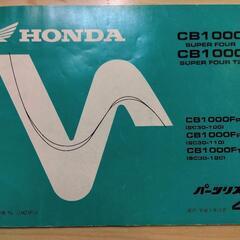 HONDA
CB1000
SUPER FOUR
CB1000
SUPER FOUR T2
CB1000F
(SC30-100)
CB1000F
(SC30-110)
CB1000F
(SC30-120)
パーツリス